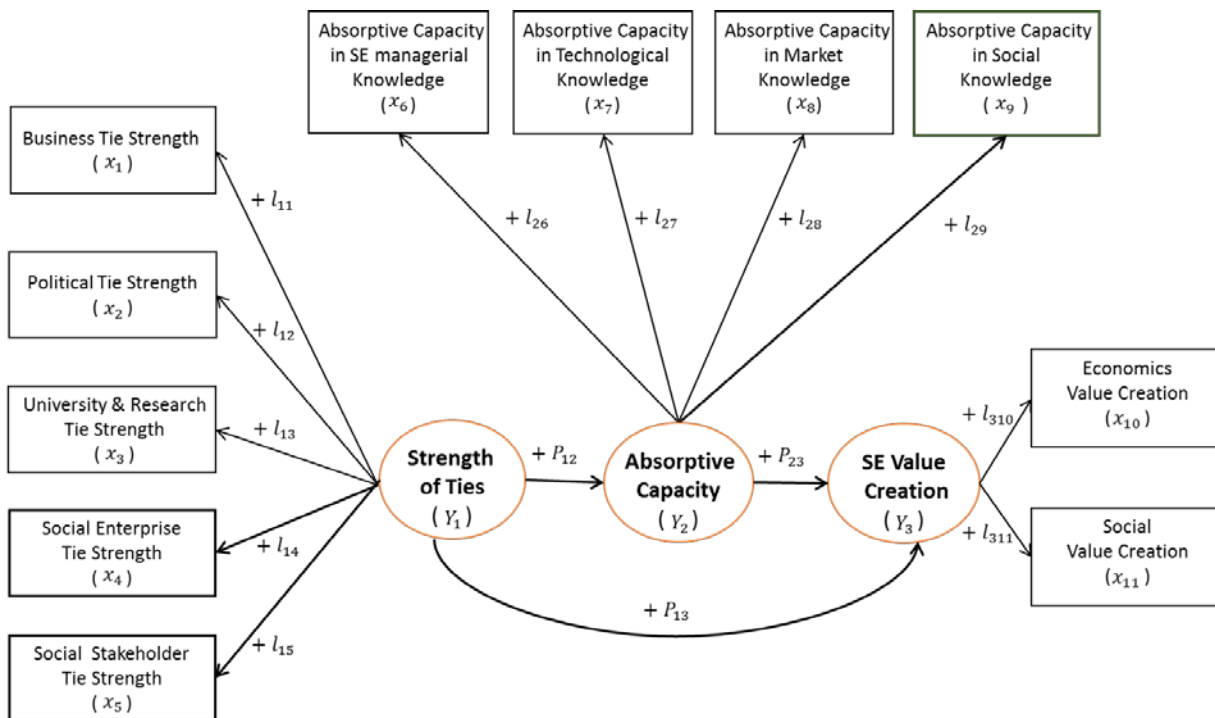 Absorptive Capacity
in SE managerial
Knowledge
(x₆)
Absorptive Capacity
in Technological
Knowledge
(x₇)
Absorptive Capacity
in Market
Knowledge
(x₈)
Absorptive Capacity
in Social
Knowledge
(x₉)
Business Tie Strength
(x₁)
Political Tie Strength
(x₂)
University & Research
Tie Strength
(x₃)
Social Enterprise
Tie Strength
(x₄)
Social Stakeholder
Tie Strength
(x₅)
+ l₁₁
+ l₁₂
+ l₁₃
+ l₁₄
+ l₁₅
+ l₂₆
+ l₂₇
+ l₂₈
+ l₂₉
Strength
of Ties
(Y₁)
+ P₁₂
Absorptive
Capacity
(Y₂)
+ P₂₃
SE Value
Creation
(Y₃)
+ P₁₃
+ l₃₁₀
+ l₃₁₁
Economics
Value Creation
(x₁₀)
Social
Value Creation
(x₁₁)